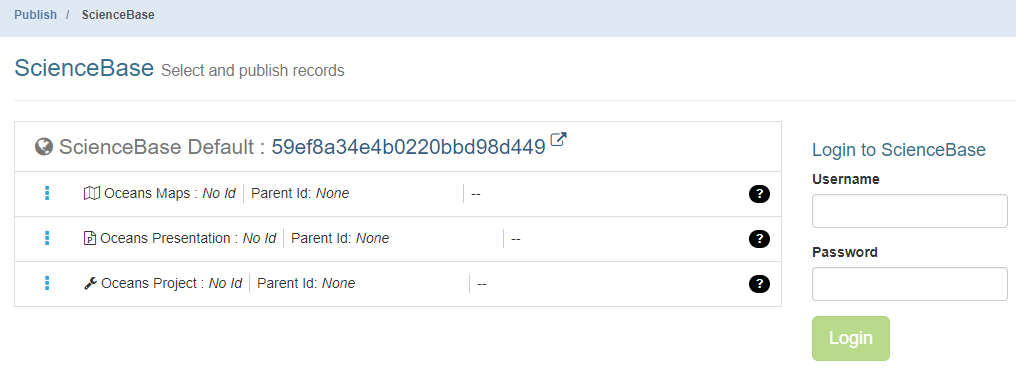 Publish / ScienceBase
ScienceBase Select and publish records
ScienceBase Default : 59ef8a34e4b0220bbd98d449
Oceans Maps : No Id Parent Id: None --
?
Oceans Presentation : No Id Parent Id: None --
?
Oceans Project : No Id Parent Id: None --
?
Login to ScienceBase
Username
Password
Login